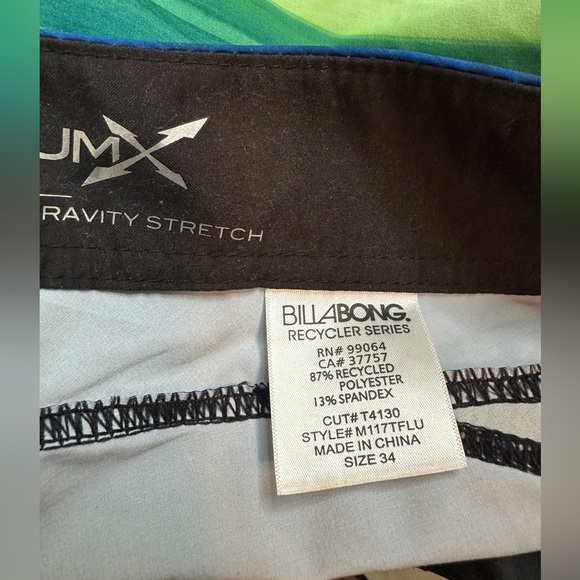 UMX
RAVITY STRETCH
BILLABONG.
RECYCLER SERIES
RN# 99064
CA# 37757
87% RECYCLED
POLYESTER
13% SPANDEX
CUT# T4130
STYLE# M117TFLU
MADE IN CHINA
SIZE 34